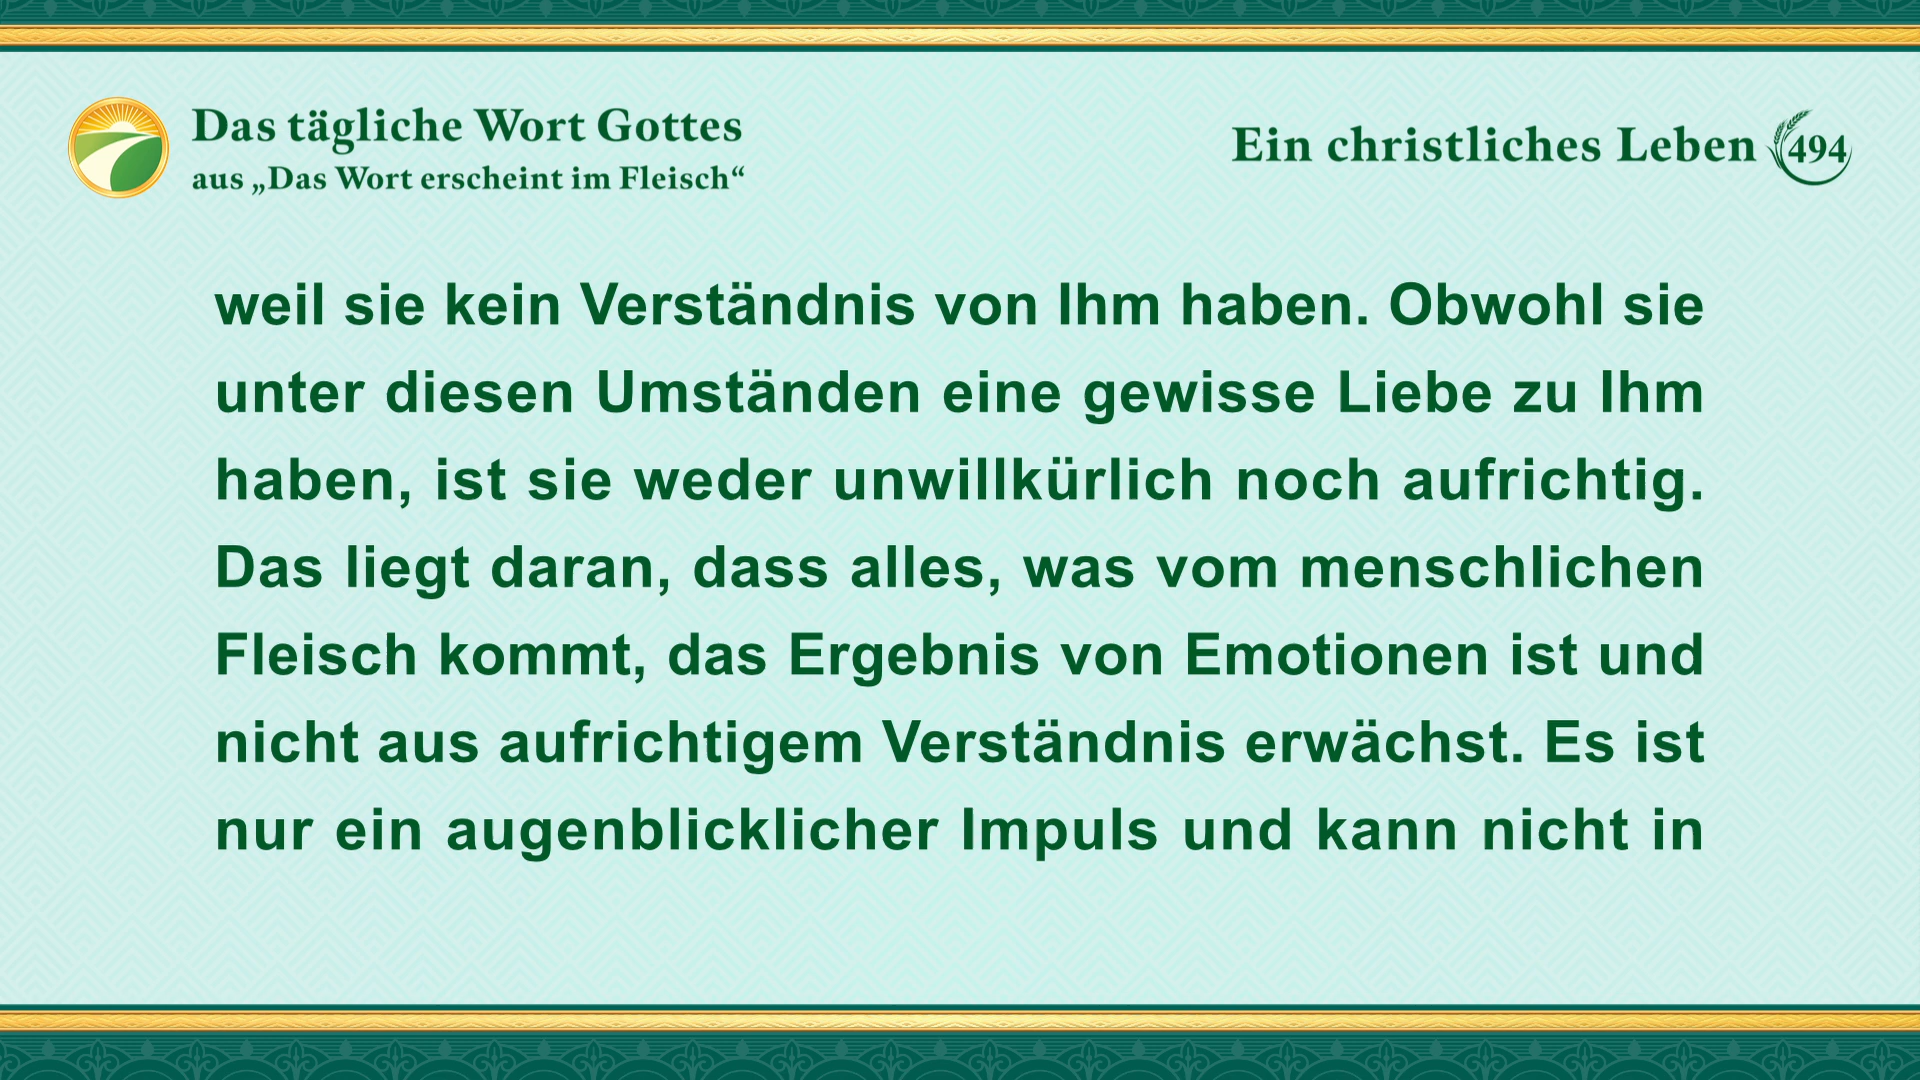 Das tägliche Wort Gottes
aus „Das Wort erscheint im Fleisch“
Ein christliches Leben 494
weil sie kein Verständnis von Ihm haben. Obwohl sie
unter diesen Umständen eine gewisse Liebe zu Ihm
haben, ist sie weder unwillkürlich noch aufrichtig.
Das liegt daran, dass alles, was vom menschlichen
Fleisch kommt, das Ergebnis von Emotionen ist und
nicht aus aufrichtigem Verständnis erwächst. Es ist
nur ein augenblicklicher Impuls und kann nicht in